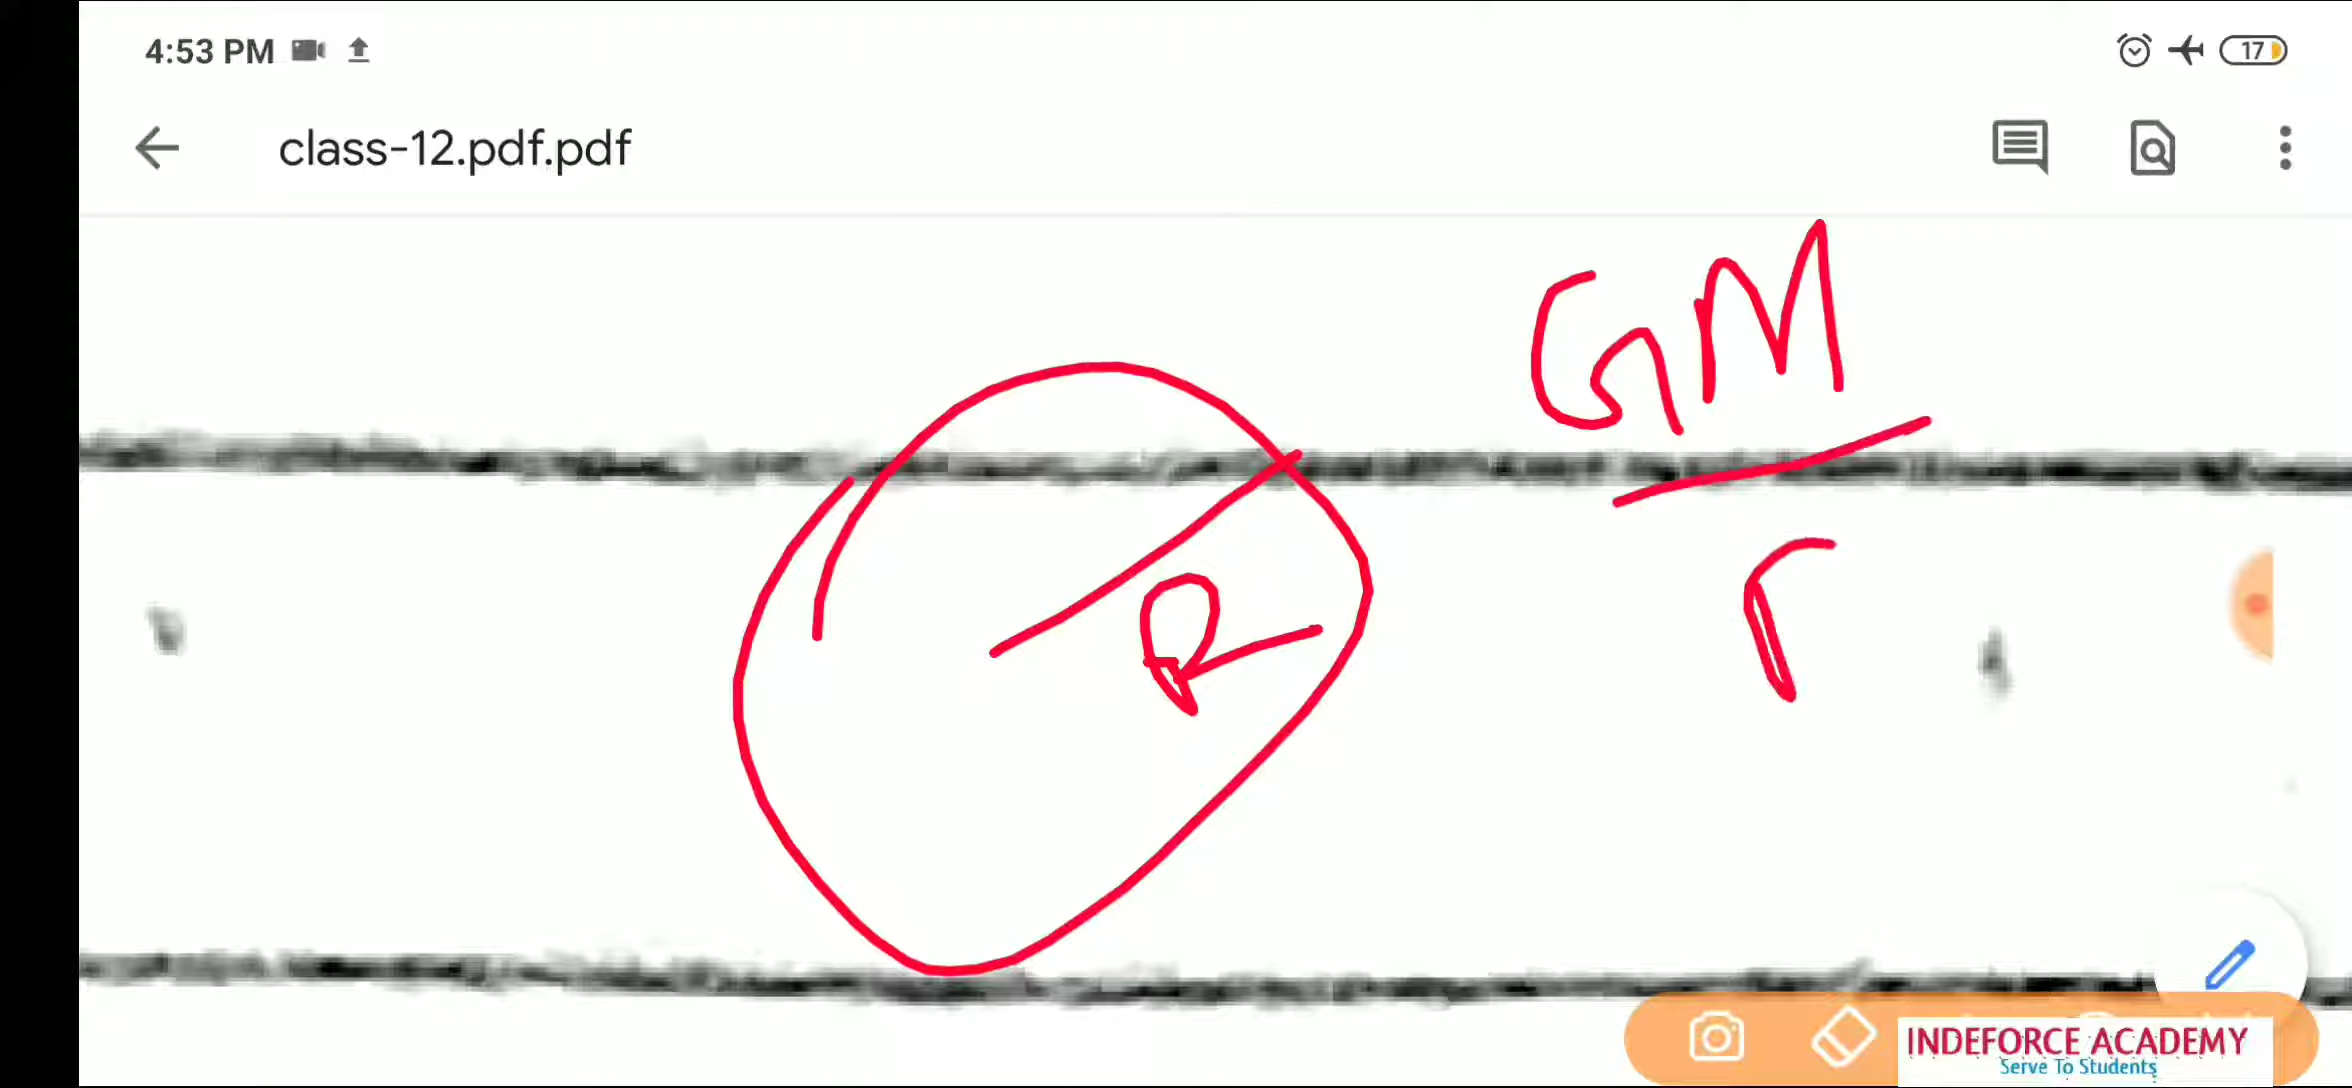 4:53 PM
17
class-12.pdf.pdf
GM
r
R
INDEFORCE ACADEMY
Serve To Students